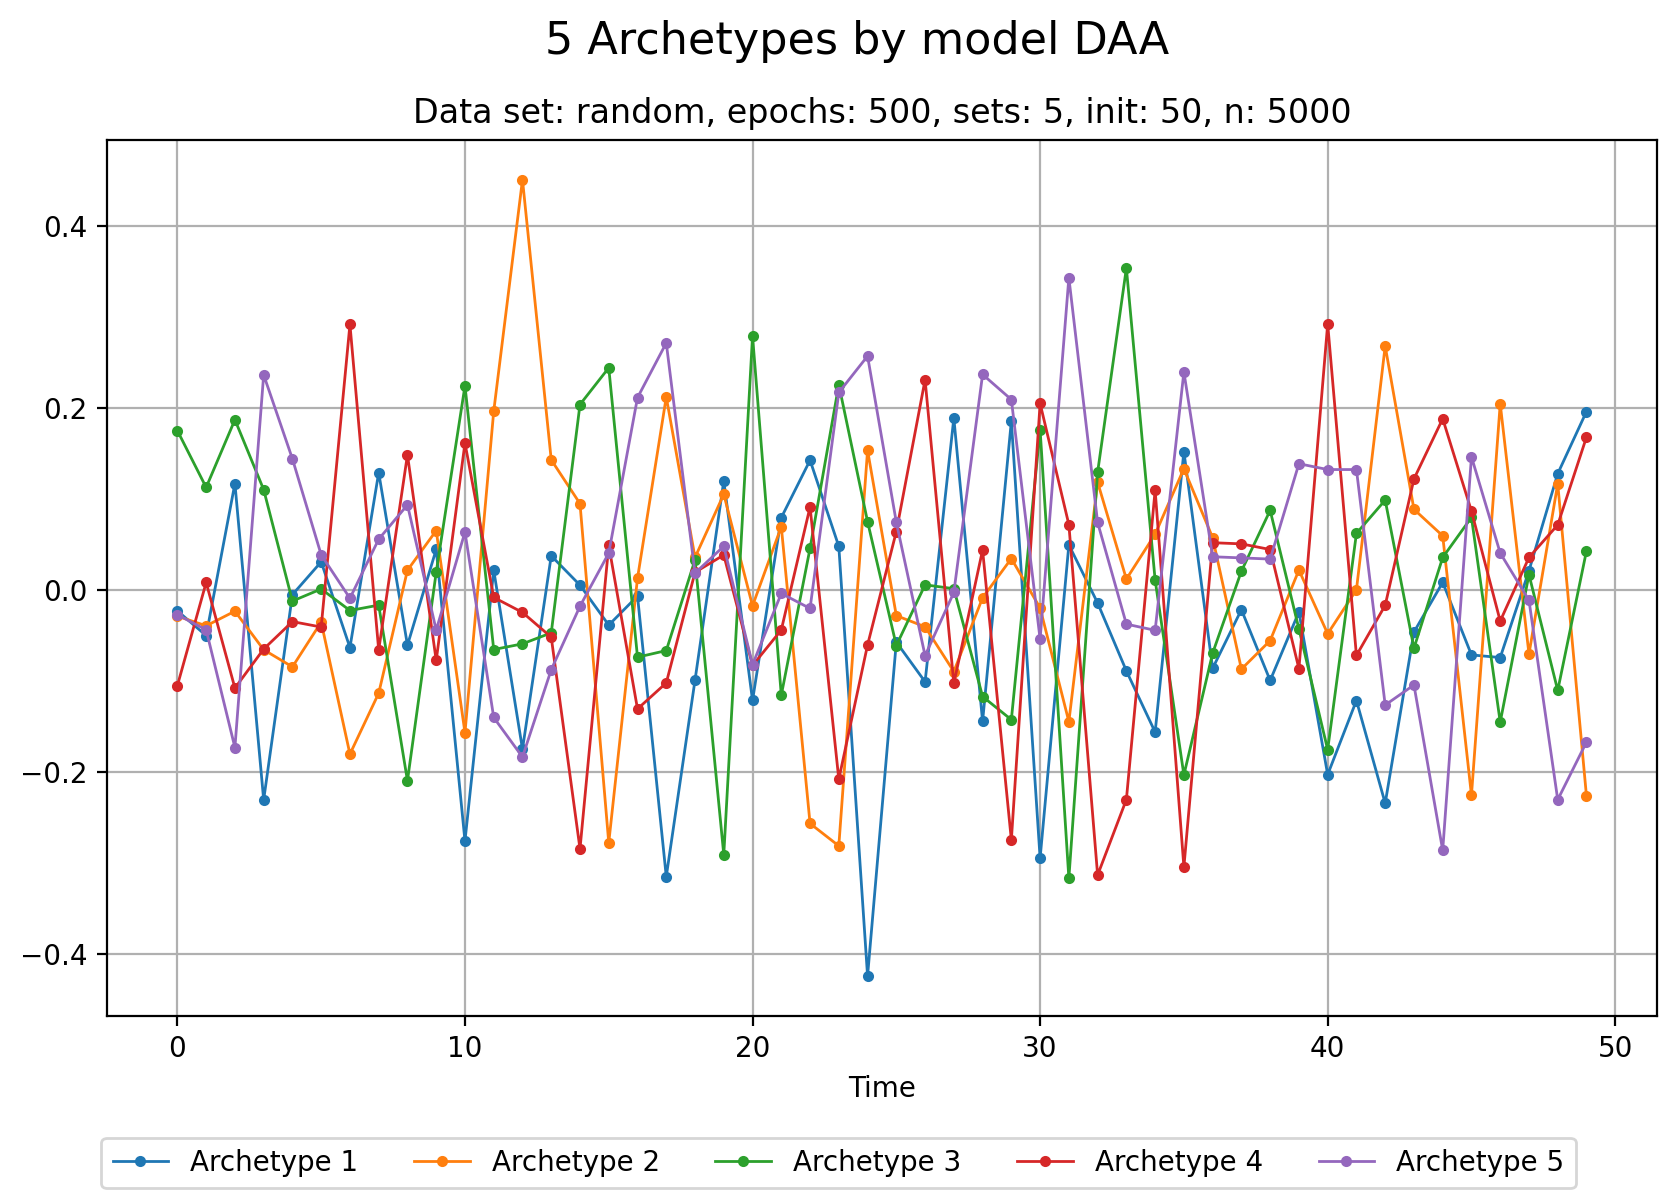 5 Archetypes by model DAA
Data set: random, epochs: 500, sets: 5, init: 50, n: 5000
0.4
0.2
0.0
−0.2
−0.4
0 10 20 30 40 50
Time
Archetype 1 Archetype 2 Archetype 3 Archetype 4 Archetype 5